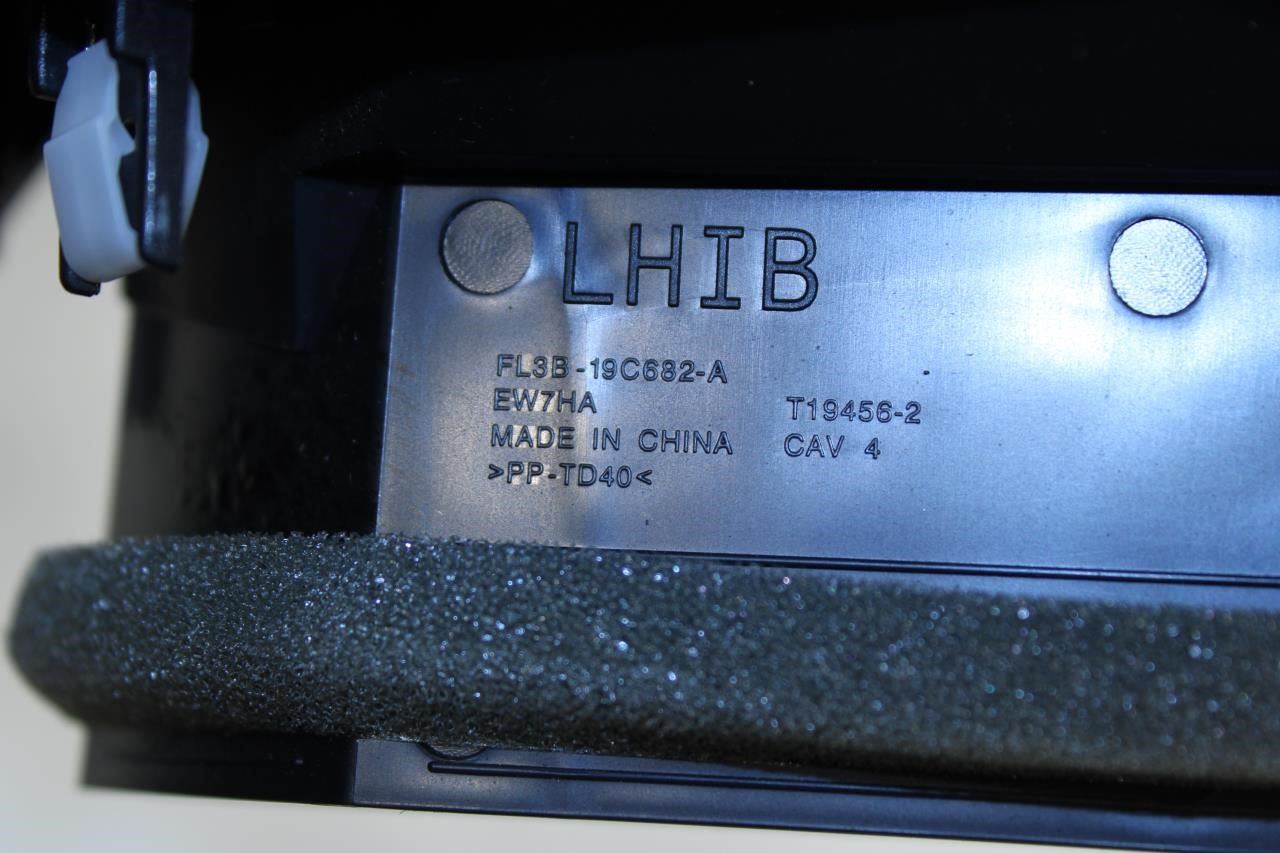 LHIB
FL3B-19C682-A
EW7HA
T19456-2
MADE IN CHINA
CAV 4
>PP-TD40<